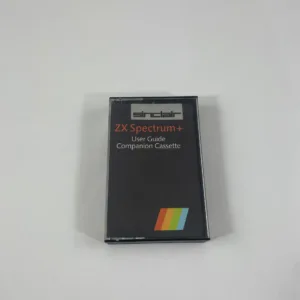 sinclair
ZX Spectrum+
User Guide
Companion Cassette